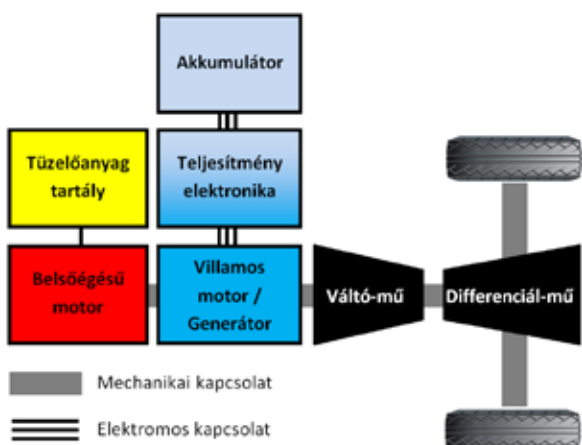 Akkumulátor
Tüzelőanyag
tartály
Teljesítmény
elektronika
Belsőégésű
motor
Villamos
motor /
Generátor
Váltó-mű
Differenciál-mű
Mechanikai kapcsolat
Elektromos kapcsolat